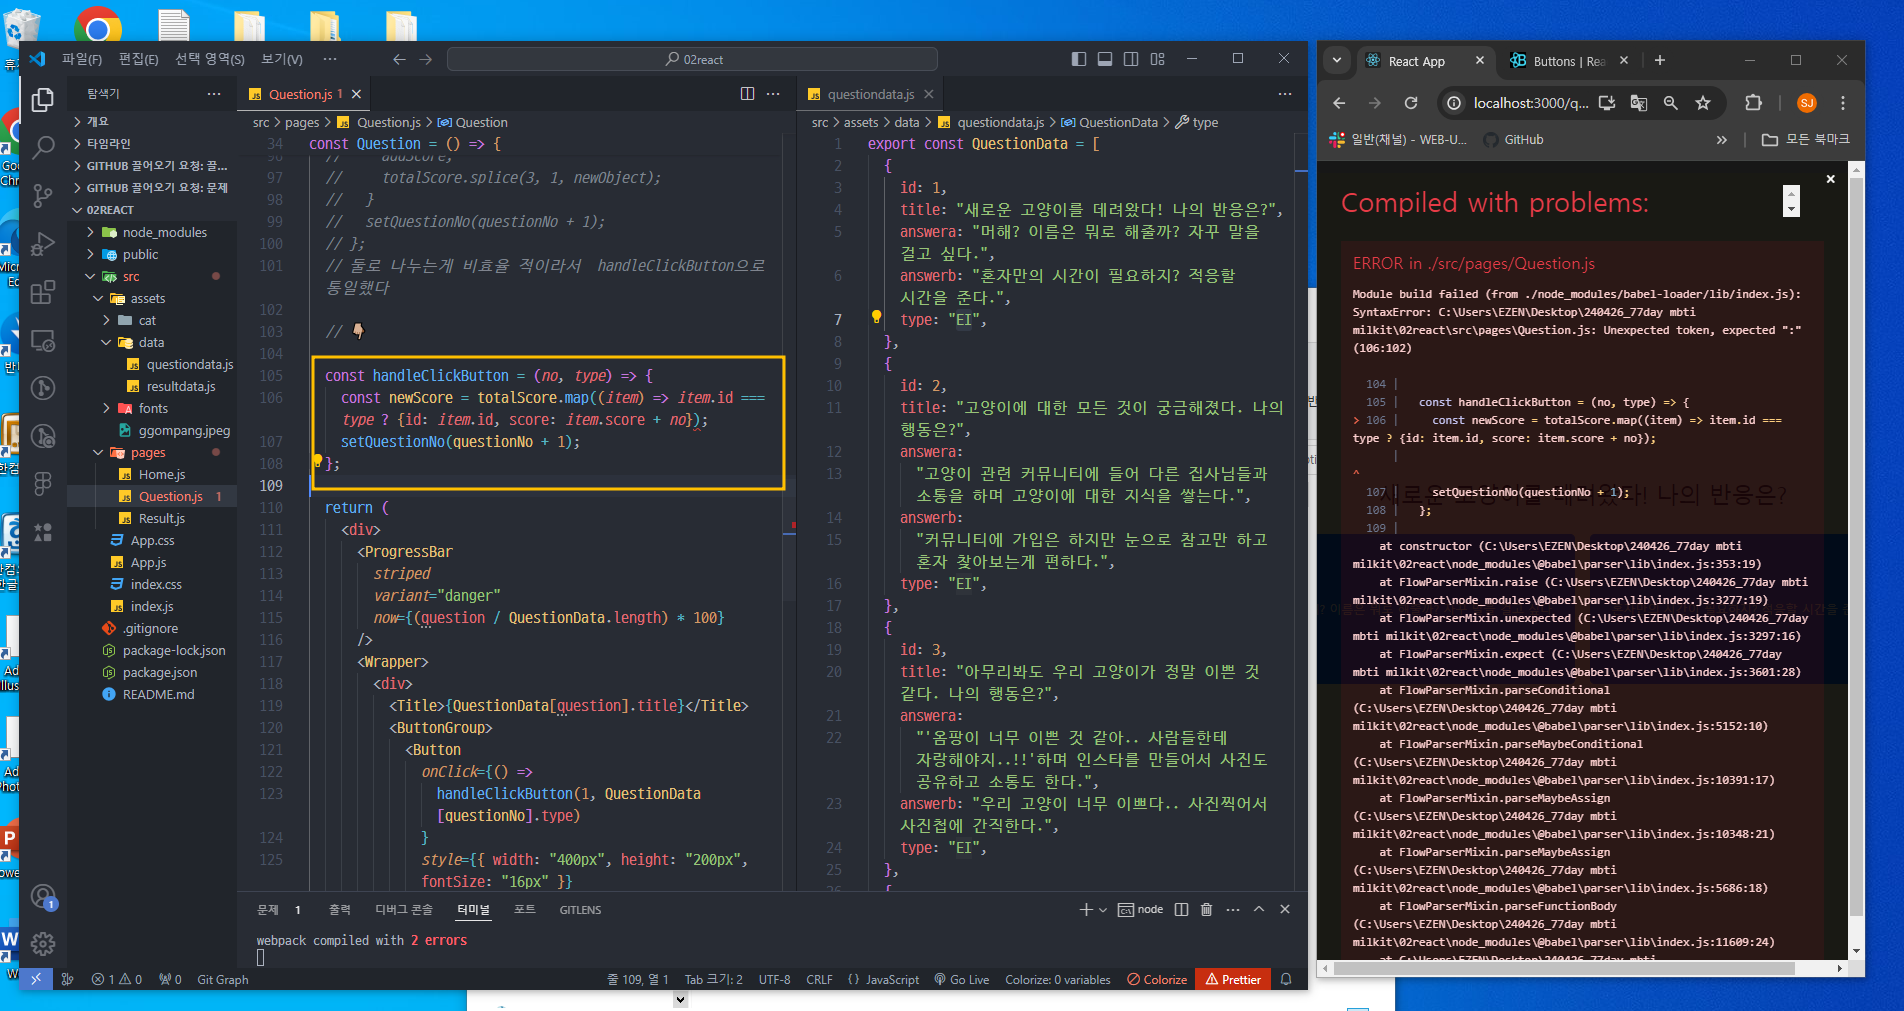 파일(F) 편집(E) 선택 영역(S) 보기(V) ···
02react
탐색기
개요
타임라인
GITHUB 끌어오기 요청: 끌...
GITHUB 끌어오기 요청: 문제
02REACT
node_modules
public
src
assets
cat
data
questiondata.js
resultdata.js
fonts
ggompang.jpeg
pages
Home.js
Question.js 1
Result.js
App.css
App.js
index.css
index.js
.gitignore
package-lock.json
package.json
README.md
Question.js 1
src > pages > Question.js > Question
34 const Question = () => {
97 //     totalScore.splice(3, 1, newObject);
98 //   }
99 //   setQuestionNo(questionNo + 1);
100 // };
101 // 둘로 나누는게 비효율 적이라서  handleClickButton으로
통일했다
102
103 // 👇
104
105 const handleClickButton = (no, type) => {
106 const newScore = totalScore.map((item) => item.id ===
type ? {id: item.id, score: item.score + no});
107 setQuestionNo(questionNo + 1);
108 };
109
110 return (
111 <div>
112 <ProgressBar
113 striped
114 variant="danger"
115 now={(question / QuestionData.length) * 100}
116 />
117 <Wrapper>
118 <div>
119 <Title>{QuestionData[question].title}</Title>
120 <ButtonGroup>
121 <Button
122 onClick={() =>
123 handleClickButton(1, QuestionData
[questionNo].type)
124 }
125 style={{ width: "400px", height: "200px",
fontSize: "16px" }}
questiondata.js
src > assets > data > questiondata.js > QuestionData > type
1 export const QuestionData = [
2 {
3 id: 1,
4 title: "새로운 고양이를 데려왔다! 나의 반응은?",
5 answera: "머해? 이름은 뭐로 해줄까? 자꾸 말을
걸고 싶다.",
6 answerb: "혼자만의 시간이 필요하지? 적응할
시간을 준다.",
7 type: "EI",
8 },
9 {
10 id: 2,
11 title: "고양이에 대한 모든 것이 궁금해졌다. 나의
행동은?",
12 answera:
13 "고양이 관련 커뮤니티에 들어 다른 집사님들과
소통을 하며 고양이에 대한 지식을 쌓는다.",
14 answerb:
15 "커뮤니티에 가입은 하지만 눈으로 참고만 하고
혼자 찾아보는게 편하다.",
16 type: "EI",
17 },
18 {
19 id: 3,
20 title: "아무리봐도 우리 고양이가 정말 이쁜 것
같다. 나의 행동은?",
21 answera:
22 "'옴팡이 너무 이쁜 것 같아.. 사람들한테
자랑해야지..!!'하며 인스타를 만들어서 사진도
공유하고 소통도 한다.",
23 answerb: "우리 고양이 너무 이쁘다.. 사진찍어서
사진첩에 간직한다.",
24 type: "EI",
25 },
문제 1 출력 디버그 콘솔 터미널 포트 GITLENS
node
webpack compiled with 2 errors
1 0 0 Git Graph
줄 109, 열 1 Tab 크기: 2 UTF-8 CRLF {} JavaScript Go Live Colorize: 0 variables Colorize Prettier
React App
Buttons | Rea
localhost:3000/q...
SJ
일반(채널) - WEB-U...
GitHub
모든 북마크
Compiled with problems:
ERROR in ./src/pages/Question.js
Module build failed (from ./node_modules/babel-loader/lib/index.js):
SyntaxError: C:\Users\EZEN\Desktop\240426_77day mbti
milkit\02react\src\pages\Question.js: Unexpected token, expected ":"
(106:102)
104 |
105 |   const handleClickButton = (no, type) => {
> 106 |     const newScore = totalScore.map((item) => item.id ===
type ? {id: item.id, score: item.score + no});
|
^
107 |     setQuestionNo(questionNo + 1);
새로운 고양이를 데려왔다! 나의 반응은?
108 |   };
109 |
at constructor (C:\Users\EZEN\Desktop\240426_77day mbti
milkit\02react\node_modules\@babel\parser\lib\index.js:353:19)
at FlowParserMixin.raise (C:\Users\EZEN\Desktop\240426_77day mbti
milkit\02react\node_modules\@babel\parser\lib\index.js:3277:19)
at FlowParserMixin.unexpected (C:\Users\EZEN\Desktop\240426_77day
mbti milkit\02react\node_modules\@babel\parser\lib\index.js:3297:16)
at FlowParserMixin.expect (C:\Users\EZEN\Desktop\240426_77day
mbti milkit\02react\node_modules\@babel\parser\lib\index.js:3601:28)
at FlowParserMixin.parseConditional
(C:\Users\EZEN\Desktop\240426_77day mbti
milkit\02react\node_modules\@babel\parser\lib\index.js:5152:10)
at FlowParserMixin.parseMaybeConditional
(C:\Users\EZEN\Desktop\240426_77day mbti
milkit\02react\node_modules\@babel\parser\lib\index.js:10391:17)
at FlowParserMixin.parseMaybeAssign
(C:\Users\EZEN\Desktop\240426_77day mbti
milkit\02react\node_modules\@babel\parser\lib\index.js:10348:21)
at FlowParserMixin.parseMaybeAssign
(C:\Users\EZEN\Desktop\240426_77day mbti
milkit\02react\node_modules\@babel\parser\lib\index.js:5686:18)
at FlowParserMixin.parseFunctionBody
(C:\Users\EZEN\Desktop\240426_77day mbti
milkit\02react\node_modules\@babel\parser\lib\index.js:11609:24)